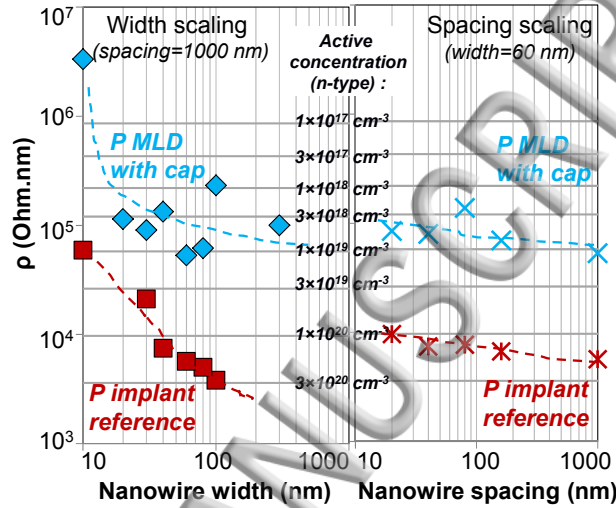 10⁷
10⁶
10⁵
10⁴
10³
ρ (Ohm.nm)
Width scaling
(spacing=1000 nm)
P MLD
with cap
P implant
reference
10
100
1000
Nanowire width (nm)
Active
concentration
(n-type) :
1×10¹⁷ cm⁻³
3×10¹⁷ cm⁻³
1×10¹⁸ cm⁻³
3×10¹⁸ cm⁻³
1×10¹⁹ cm⁻³
3×10¹⁹ cm⁻³
1×10²⁰ cm⁻³
3×10²⁰ cm⁻³
Spacing scaling
(width=60 nm)
P MLD
with cap
P implant
reference
10
100
1000
Nanowire spacing (nm)